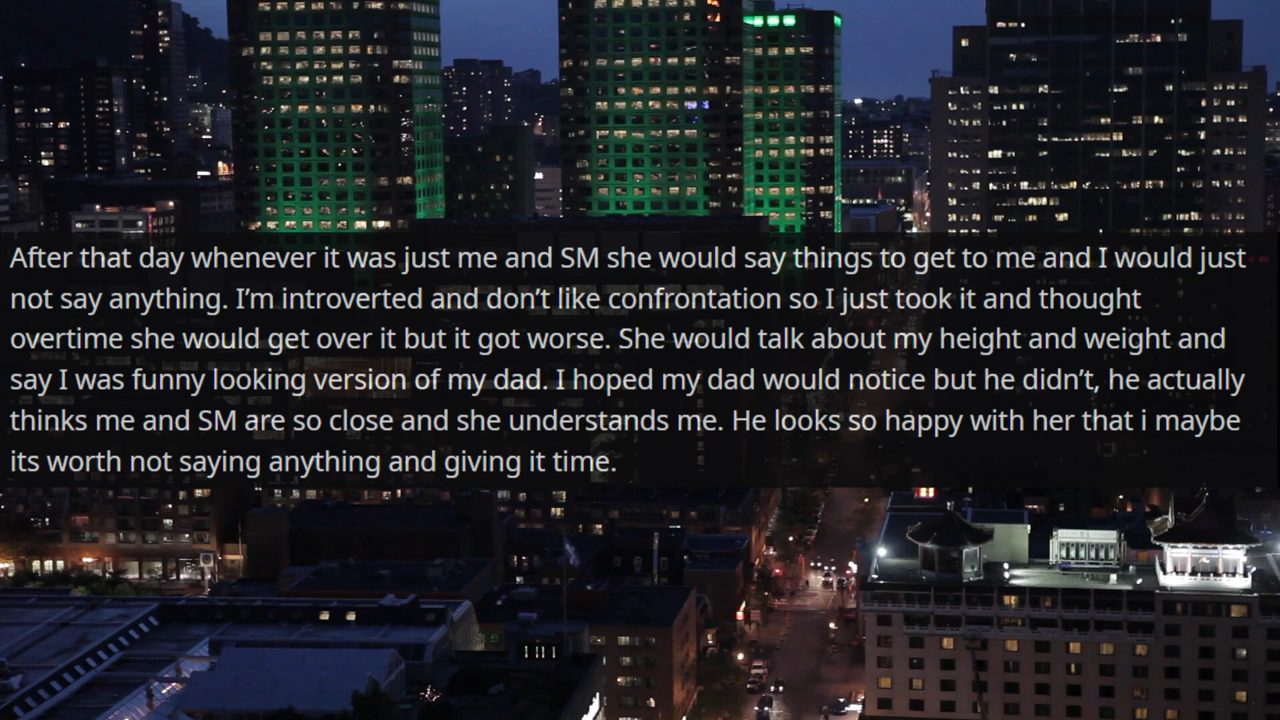 After that day whenever it was just me and SM she would say things to get to me and I would just
not say anything. I’m introverted and don’t like confrontation so I just took it and thought
overtime she would get over it but it got worse. She would talk about my height and weight and
say I was funny looking version of my dad. I hoped my dad would notice but he didn’t, he actually
thinks me and SM are so close and she understands me. He looks so happy with her that i maybe
its worth not saying anything and giving it time.